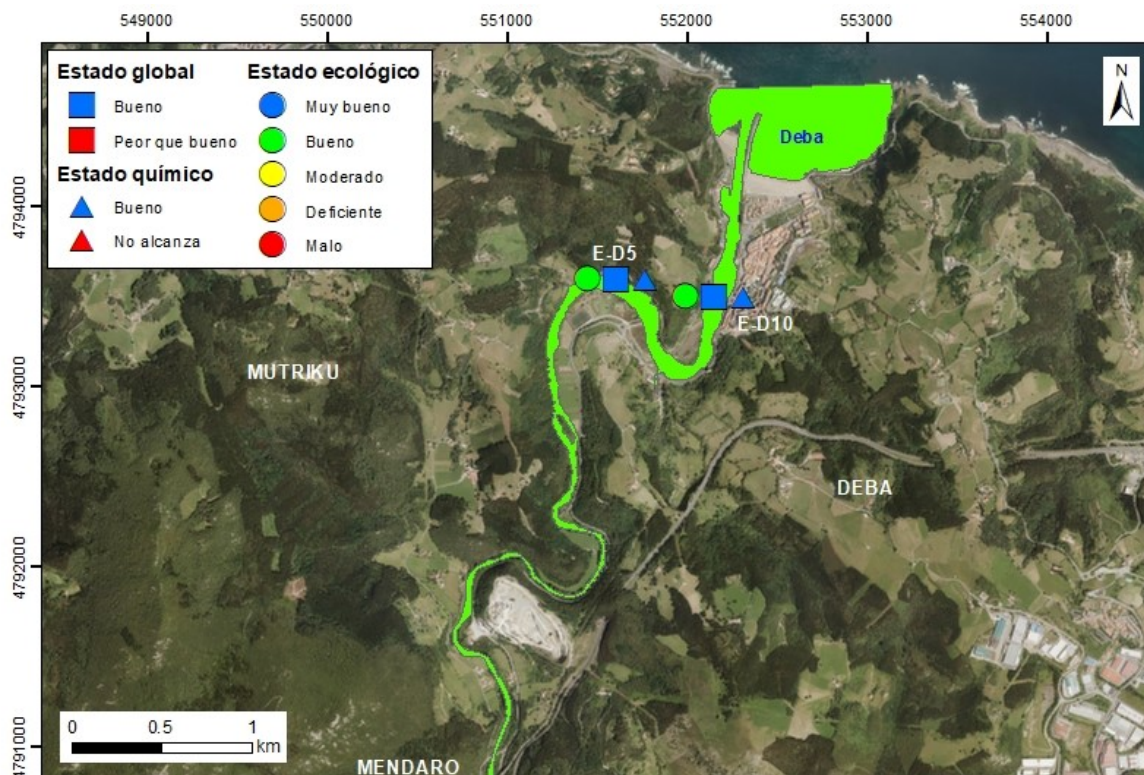 549000 550000 551000 552000 553000 554000
Estado global
Bueno
Peor que bueno
Estado químico
Bueno
No alcanza
Estado ecológico
Muy bueno
Bueno
Moderado
Deficiente
Malo
N
Deba
4794000
E-D5
E-D10
4793000
MUTRIKU
DEBA
4792000
4791000
0 0.5 1
km
MENDARO